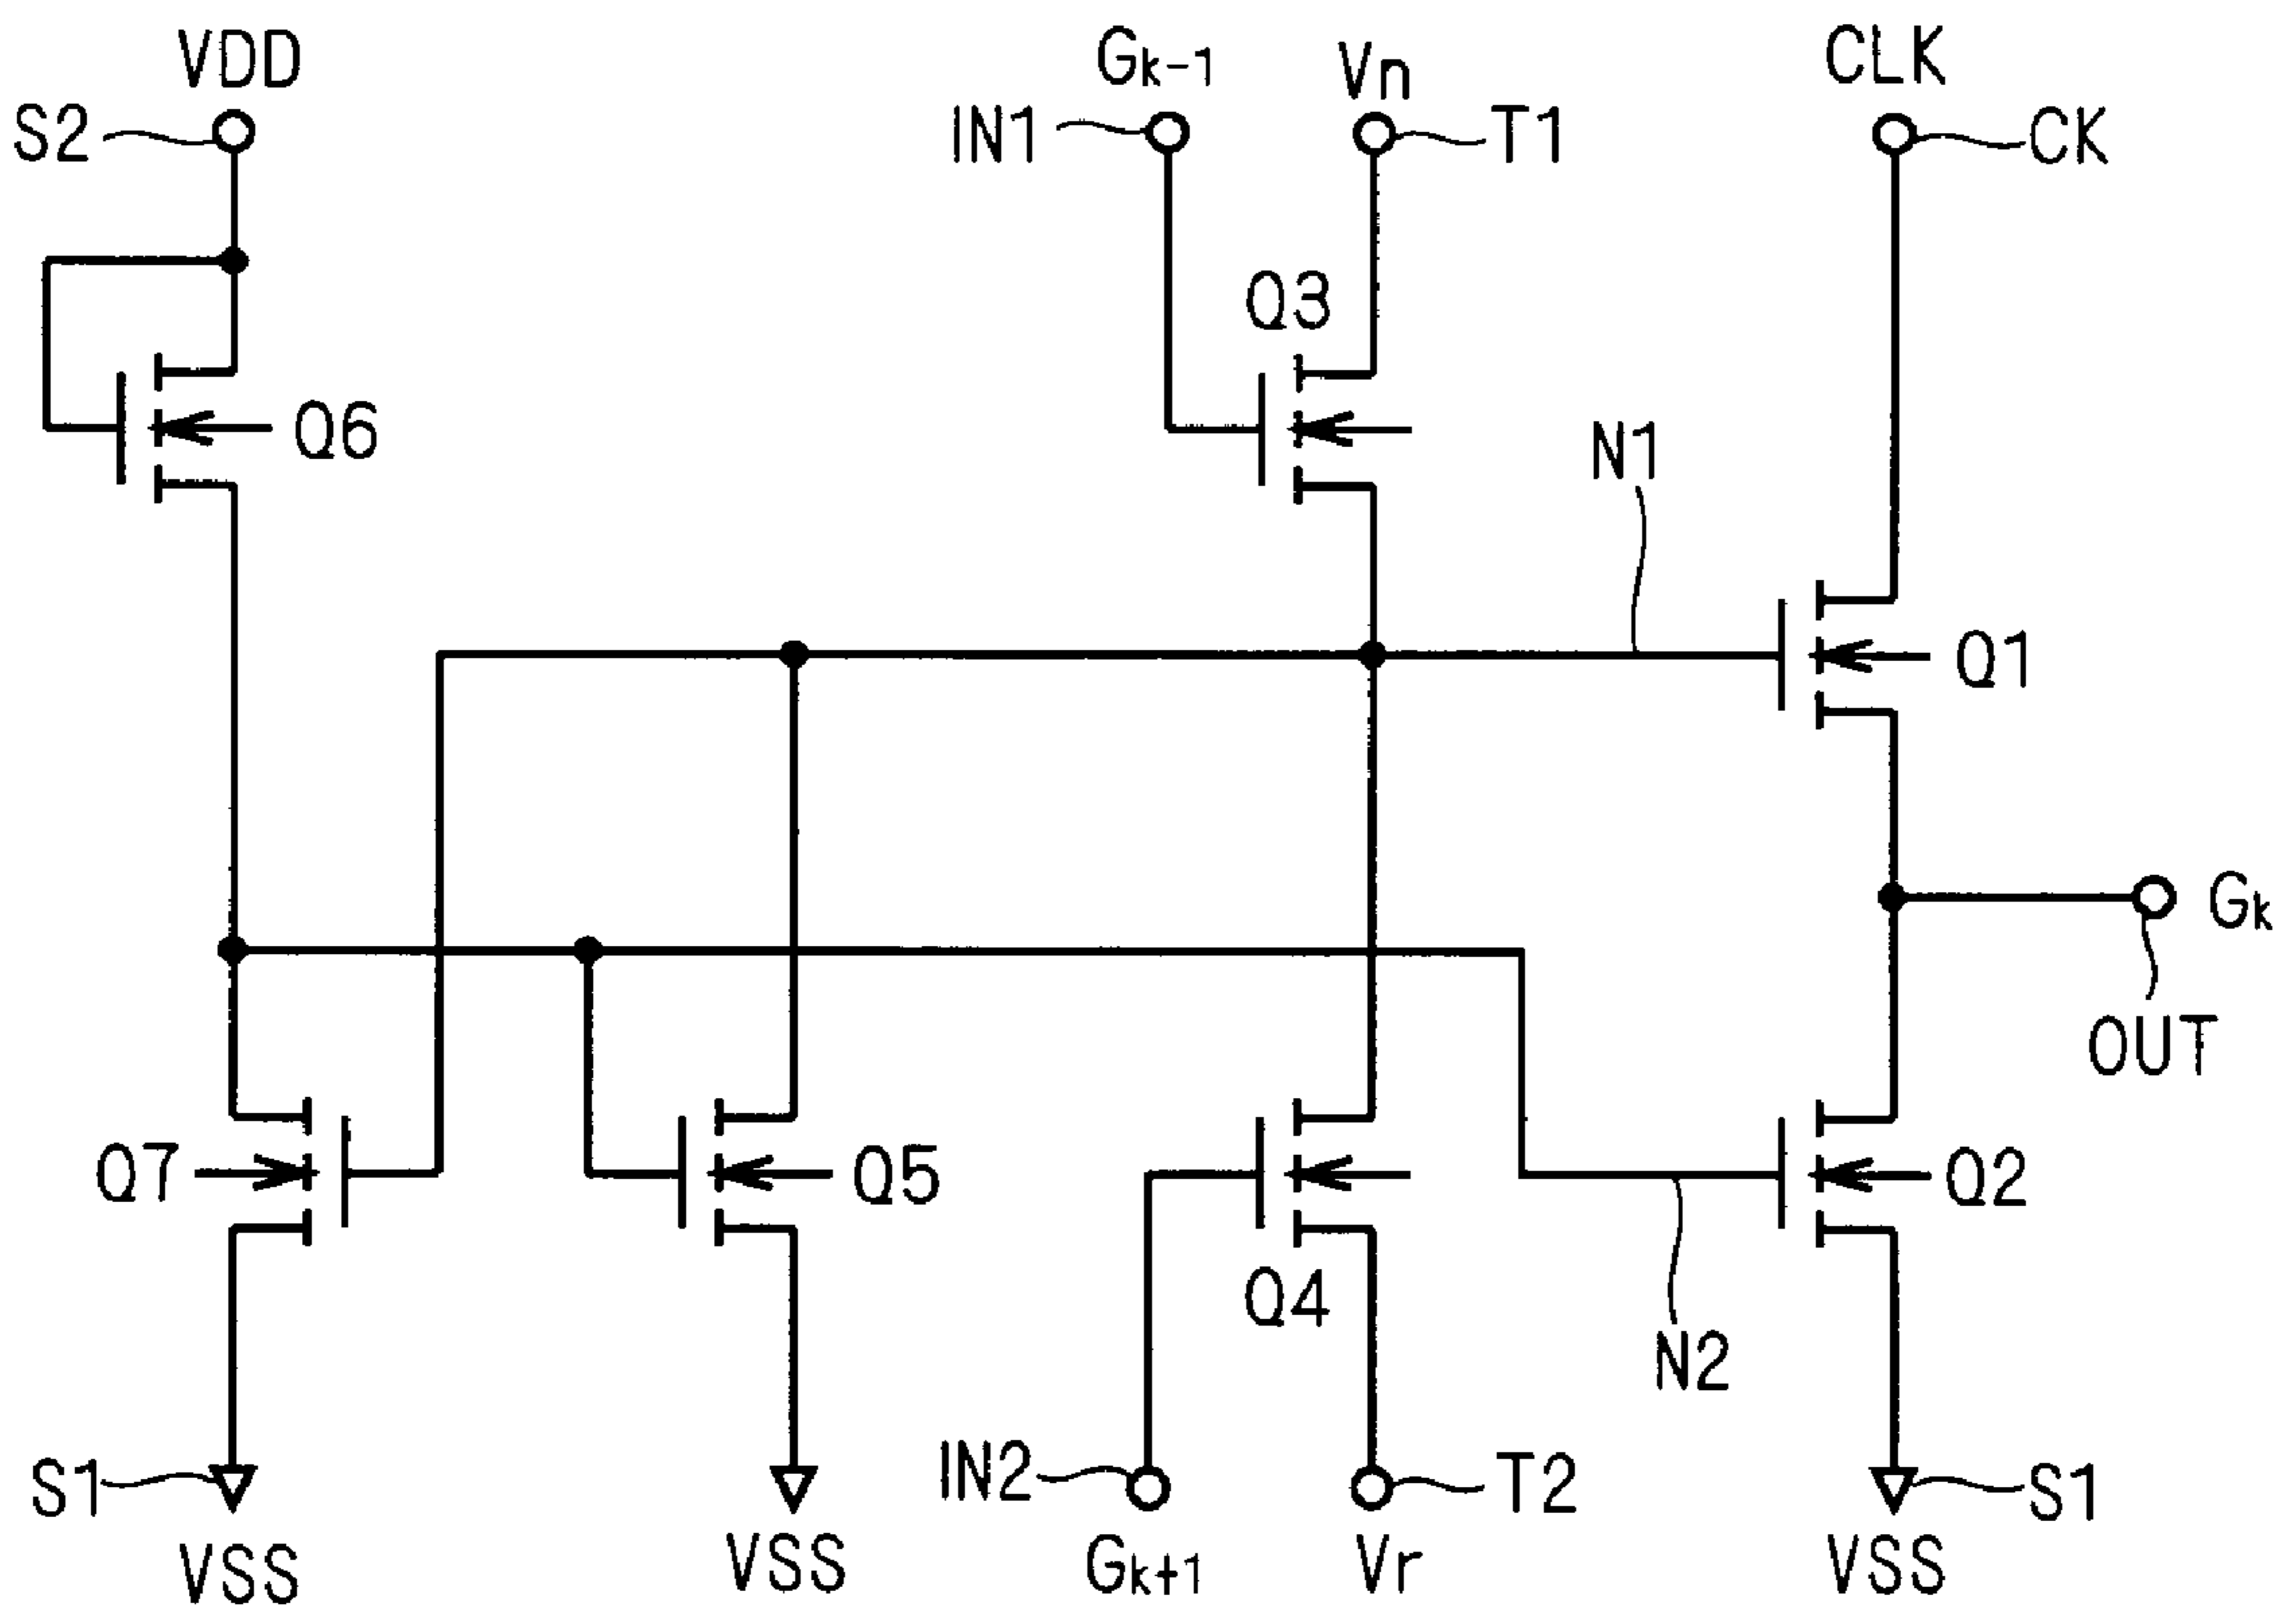 VDD
S2
Gk-1
IN1
Vn
T1
CLK
CK
Q3
Q6
N1
Q1
Gk
OUT
Q7
Q5
Q4
Q2
N2
S1
VSS
VSS
IN2
Gk+1
T2
Vr
S1
VSS